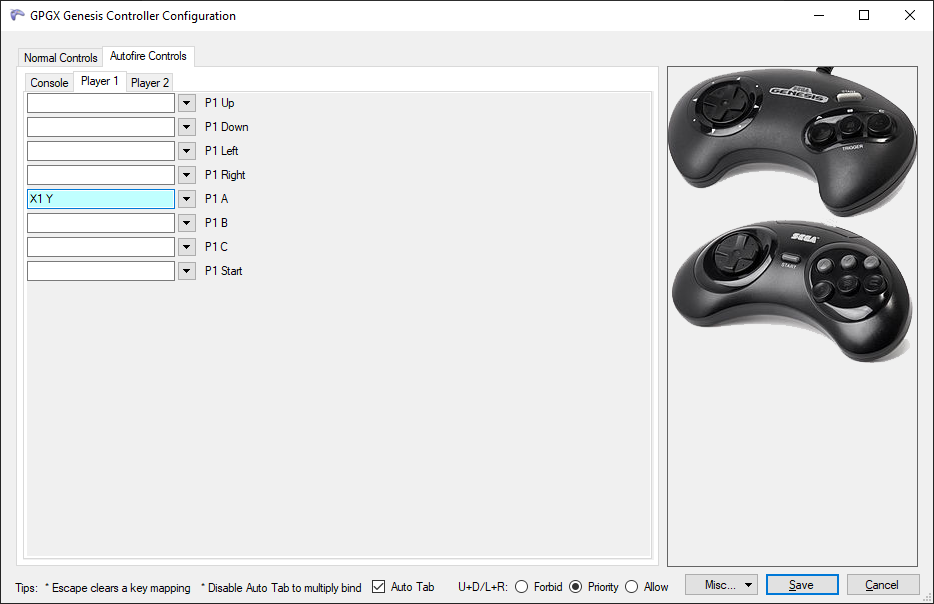 GPGX Genesis Controller Configuration
Normal Controls Autofire Controls
Console Player 1 Player 2
P1 Up
P1 Down
P1 Left
P1 Right
X1 Y P1 A
P1 B
P1 C
P1 Start
SEGA
GENESIS
START
TRIGGER
SEGA
START
Tips: * Escape clears a key mapping * Disable Auto Tab to multiply bind Auto Tab U+D/L+R: Forbid Priority Allow Misc... Save Cancel